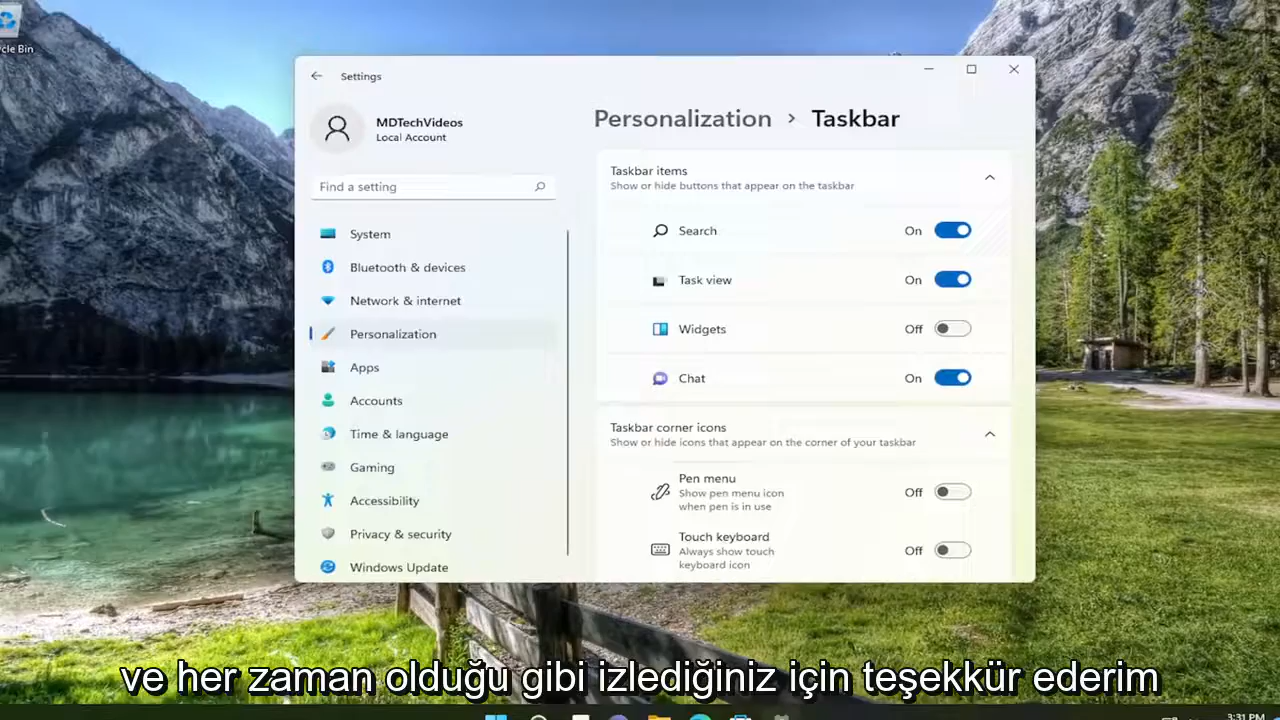 cle Bin
Settings
MDTechVideos
Local Account
Find a setting
System
Bluetooth & devices
Network & internet
Personalization
Apps
Accounts
Time & language
Gaming
Accessibility
Privacy & security
Windows Update
Personalization > Taskbar
Taskbar items
Show or hide buttons that appear on the taskbar
Search On
Task view On
Widgets Off
Chat On
Taskbar corner icons
Show or hide icons that appear on the corner of your taskbar
Pen menu
Show pen menu icon
when pen is in use
Off
Touch keyboard
Always show touch
keyboard icon
Off
ve her zaman olduğu gibi izlediğiniz için teşekkür ederim
3:31 PM